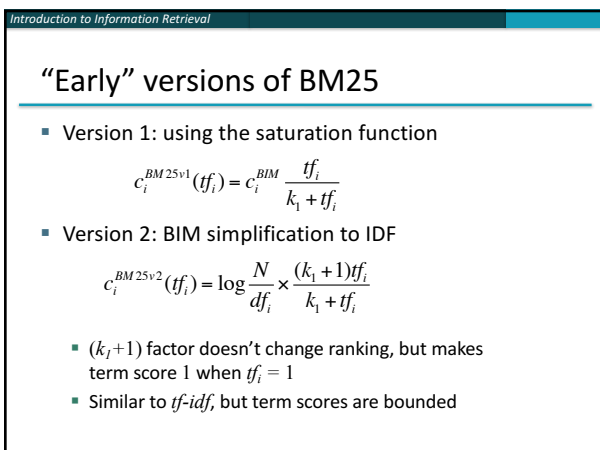 Introduction to Information Retrieval
“Early” versions of BM25
▪ Version 1: using the saturation function
c_i^{BM25v1}(tf_i) = c_i^{BIM} \frac{tf_i}{k_1 + tf_i}
▪ Version 2: BIM simplification to IDF
c_i^{BM25v2}(tf_i) = \log \frac{N}{df_i} × \frac{(k_1 + 1)tf_i}{k_1 + tf_i}
▪ (k_1+1) factor doesn’t change ranking, but makes
term score 1 when tf_i = 1
▪ Similar to tf-idf, but term scores are bounded